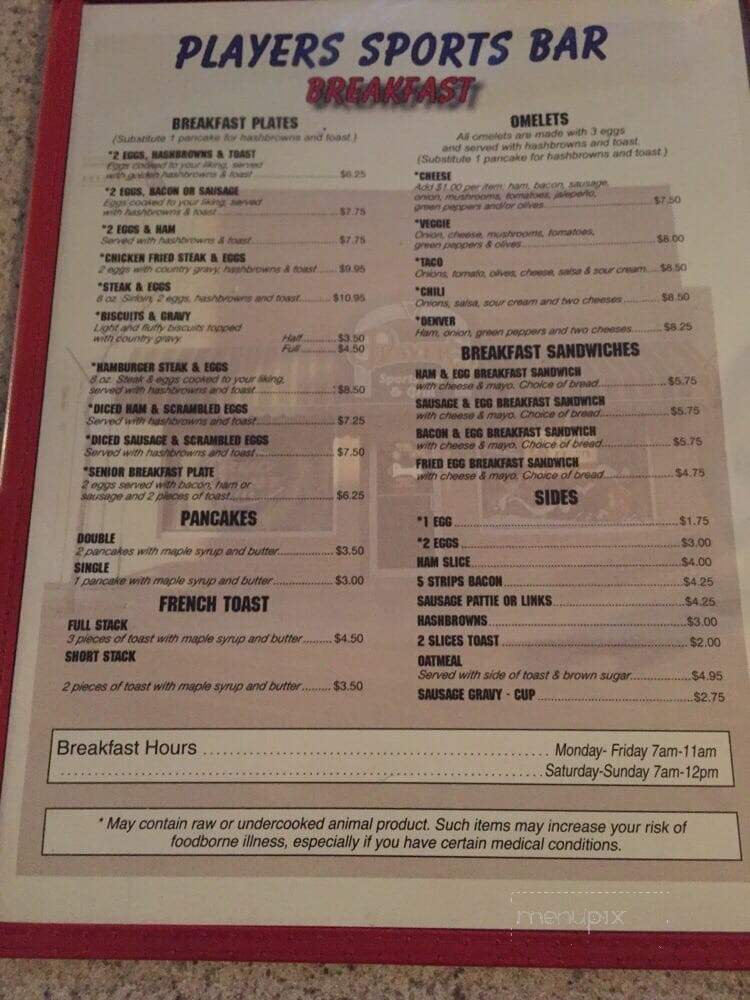 PLAYERS SPORTS BAR
BREAKFAST
BREAKFAST PLATES
(Substitute 1 pancake for hashbrowns and toast.)
*2 EGGS, HASHBROWNS & TOAST
Eggs cooked to your liking, served
with golden hashbrowns & toast $6.25
*2 EGGS, BACON OR SAUSAGE
Eggs cooked to your liking, served
with hashbrowns & toast $7.75
*2 EGGS & HAM
Served with hashbrowns & toast $7.75
*CHICKEN FRIED STEAK & EGGS
2 eggs with country gravy, hashbrowns & toast $9.95
*STEAK & EGGS
8 oz. Sirloin, 2 eggs, hashbrowns and toast $10.95
*BISCUITS & GRAVY
Light and fluffy biscuits topped
with country gravy Half $3.50
Full $4.50
*HAMBURGER STEAK & EGGS
8 oz. Steak & eggs cooked to your liking,
served with hashbrowns and toast $8.50
*DICED HAM & SCRAMBLED EGGS
Served with hashbrowns and toast $7.25
*DICED SAUSAGE & SCRAMBLED EGGS
Served with hashbrowns and toast $7.50
*SENIOR BREAKFAST PLATE
2 eggs served with bacon, ham or
sausage and 2 pieces of toast $6.25
PANCAKES
DOUBLE
2 pancakes with maple syrup and butter $3.50
SINGLE
1 pancake with maple syrup and butter $3.00
FRENCH TOAST
FULL STACK
3 pieces of toast with maple syrup and butter $4.50
SHORT STACK
2 pieces of toast with maple syrup and butter $3.50
OMELETS
All omelets are made with 3 eggs
and served with hashbrowns and toast.
(Substitute 1 pancake for hashbrowns and toast.)
*CHEESE
Add $1.00 per item: ham, bacon, sausage,
onion, mushrooms, tomatoes, jalepeño,
green peppers and/or olives $7.50
*VEGGIE
Onion, cheese, mushrooms, tomatoes,
green peppers & olives $8.00
*TACO
Onions, tomato, olives, cheese, salsa & sour cream $8.50
*CHILI
Onions, salsa, sour cream and two cheeses $8.50
*DENVER
Ham, onion, green peppers and two cheeses $8.25
BREAKFAST SANDWICHES
HAM & EGG BREAKFAST SANDWICH
with cheese & mayo. Choice of bread $5.75
SAUSAGE & EGG BREAKFAST SANDWICH
with cheese & mayo. Choice of bread $5.75
BACON & EGG BREAKFAST SANDWICH
with cheese & mayo. Choice of bread $5.75
FRIED EGG BREAKFAST SANDWICH
with cheese & mayo. Choice of bread $4.75
SIDES
*1 EGG $1.75
*2 EGGS $3.00
HAM SLICE $4.00
5 STRIPS BACON $4.25
SAUSAGE PATTIE OR LINKS $4.25
HASHBROWNS $3.00
2 SLICES TOAST $2.00
OATMEAL
Served with side of toast & brown sugar $4.95
SAUSAGE GRAVY - CUP $2.75
Breakfast Hours Monday- Friday 7am-11am
Saturday-Sunday 7am-12pm
* May contain raw or undercooked animal product. Such items may increase your risk of
foodborne illness, especially if you have certain medical conditions.
menupix